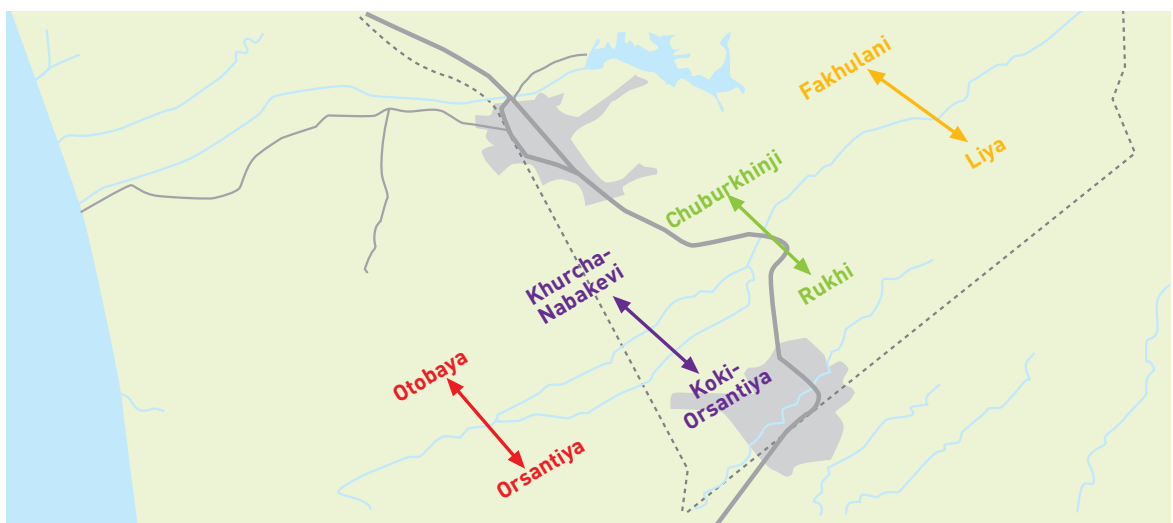 Fakhulani
Liya
Chuburkhinji
Rukhi
Khurcha-
Nabakevi
Koki-
Orsantiya
Otobaya
Orsantiya